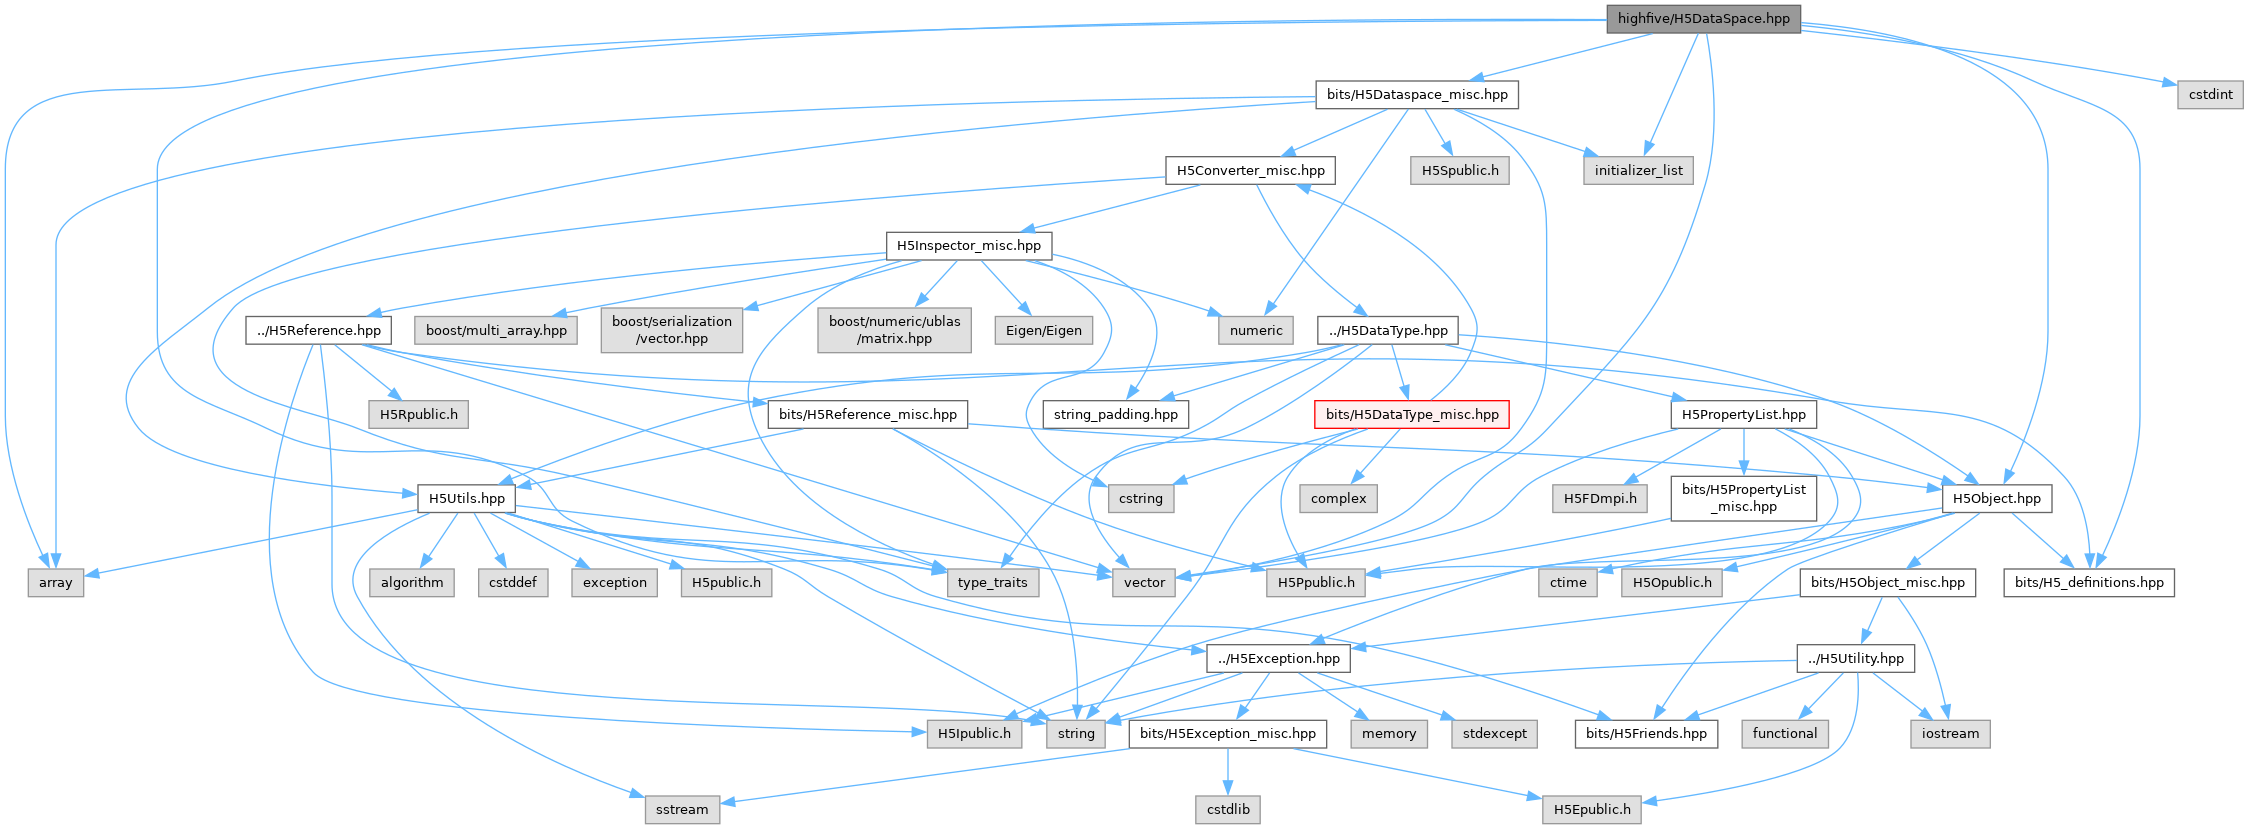 highfive/H5DataSpace.hpp
bits/H5Dataspace_misc.hpp
cstdint
H5Converter_misc.hpp
H5Spublic.h
initializer_list
H5Inspector_misc.hpp
../H5Reference.hpp
boost/multi_array.hpp
boost/serialization
/vector.hpp
boost/numeric/ublas
/matrix.hpp
Eigen/Eigen
numeric
../H5DataType.hpp
H5Rpublic.h
bits/H5Reference_misc.hpp
string_padding.hpp
bits/H5DataType_misc.hpp
H5PropertyList.hpp
H5Utils.hpp
cstring
complex
H5FDmpi.h
bits/H5PropertyList
_misc.hpp
H5Object.hpp
array
algorithm
cstddef
exception
H5public.h
type_traits
vector
H5Ppublic.h
ctime
H5Opublic.h
bits/H5Object_misc.hpp
bits/H5_definitions.hpp
../H5Exception.hpp
../H5Utility.hpp
H5Ipublic.h
string
bits/H5Exception_misc.hpp
memory
stdexcept
bits/H5Friends.hpp
functional
iostream
sstream
cstdlib
H5Epublic.h